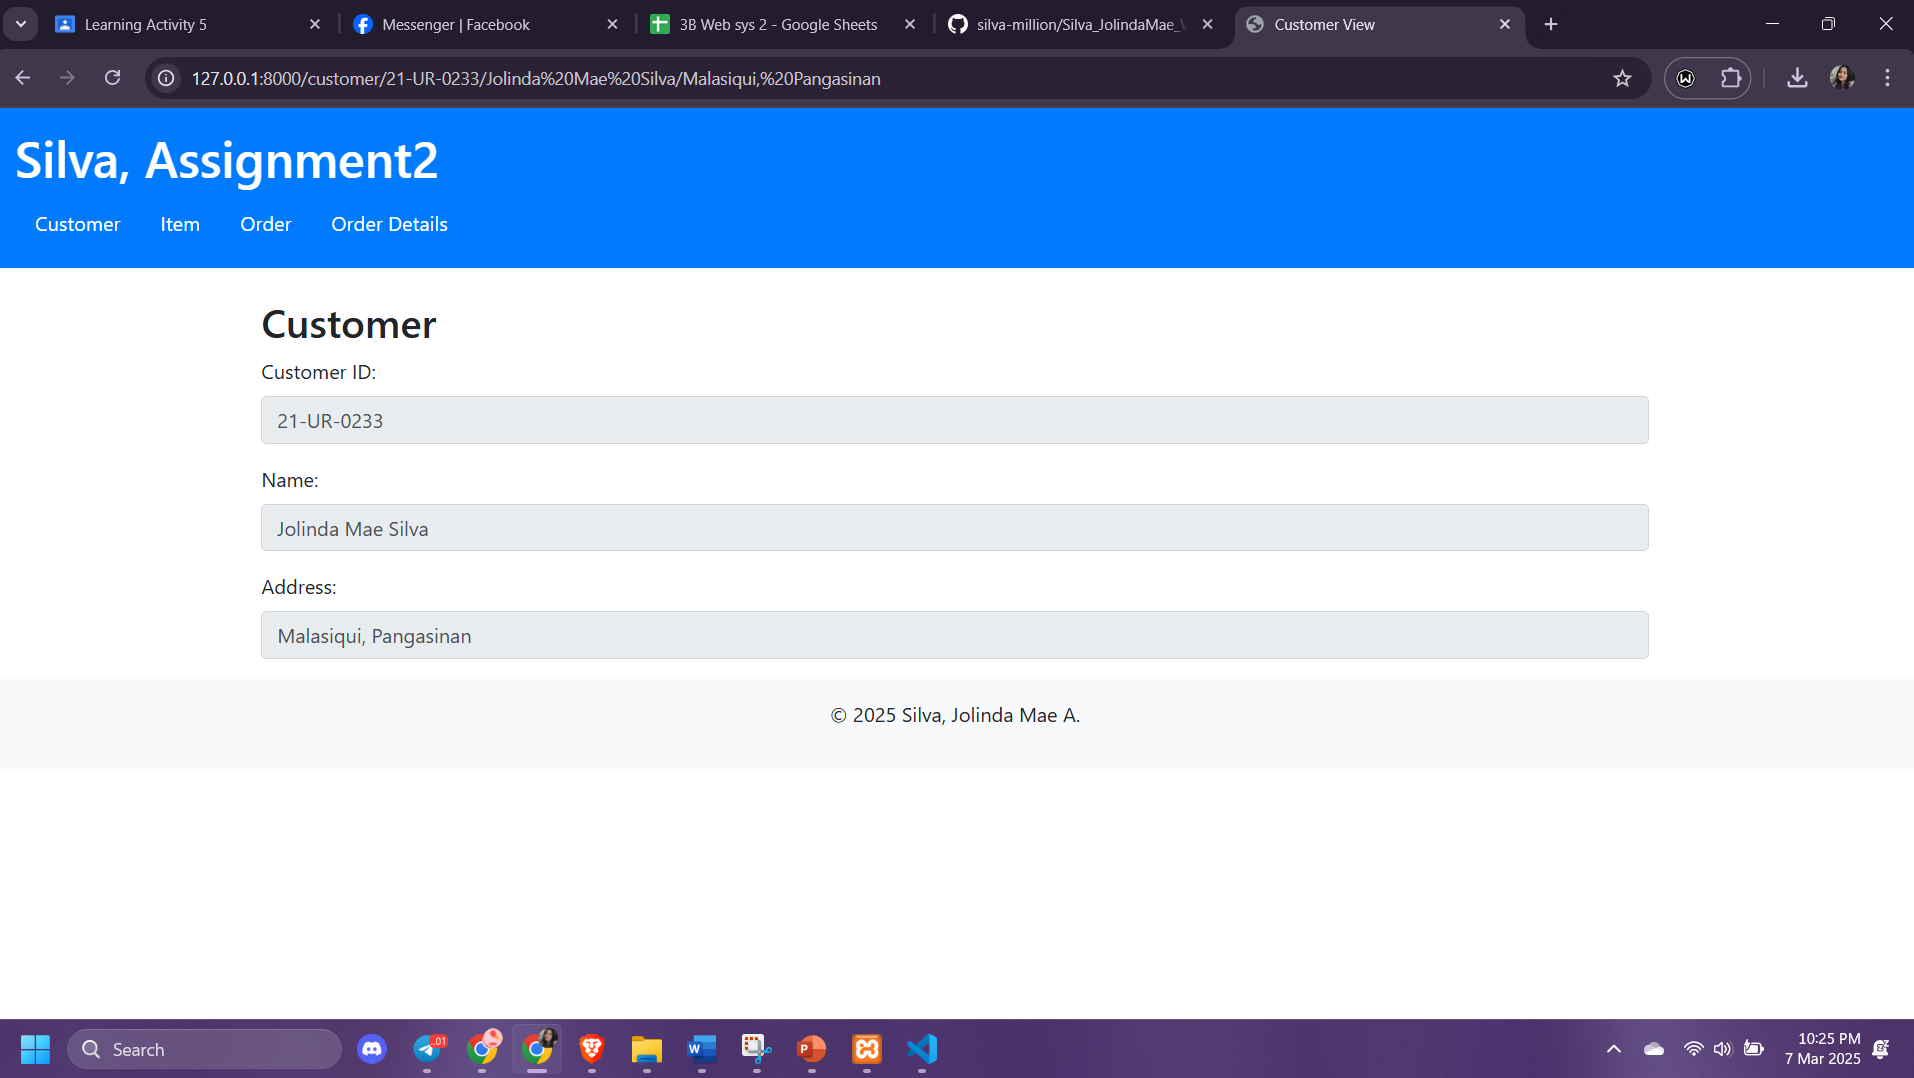 Learning Activity 5
Messenger | Facebook
3B Web sys 2 - Google Sheets
silva-million/Silva_JolindaMae_
Customer View
127.0.0.1:8000/customer/21-UR-0233/Jolinda%20Mae%20Silva/Malasiqui,%20Pangasinan
Silva, Assignment2
Customer Item Order Order Details
Customer
Customer ID:
21-UR-0233
Name:
Jolinda Mae Silva
Address:
Malasiqui, Pangasinan
© 2025 Silva, Jolinda Mae A.
Search
.01
10:25 PM
7 Mar 2025